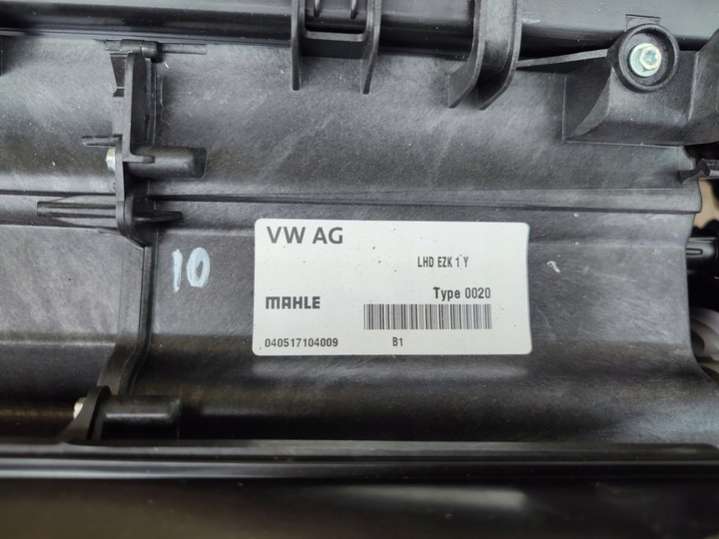 VW AG
LHD EZK 1 Y
10
MAHLE
Type 0020
040517104009
B1